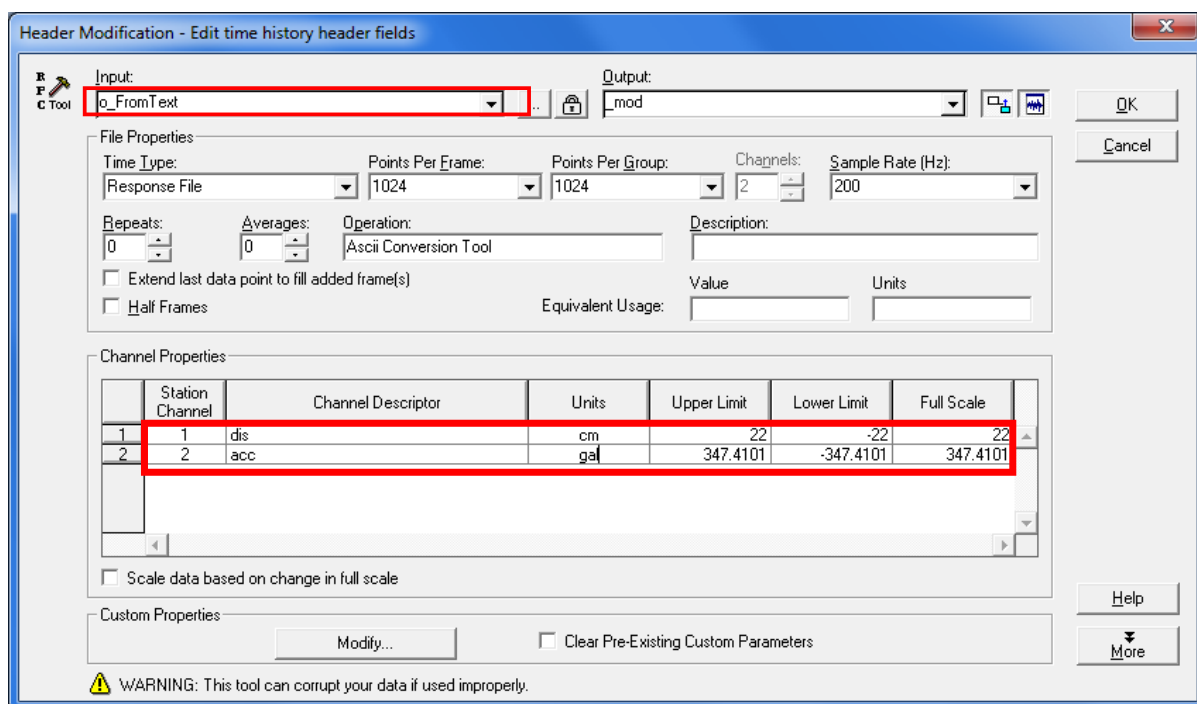 Header Modification - Edit time history header fields
R
P
C Tool
Input:
Output:
o_FromText
..
_mod
OK
Cancel
File Properties
Time Type:
Points Per Frame:
Points Per Group:
Channels:
Sample Rate (Hz):
Response File
1024
1024
2
200
Repeats:
Averages:
Operation:
Description:
0
0
Ascii Conversion Tool
Extend last data point to fill added frame(s)
Value
Units
Half Frames
Equivalent Usage:
Channel Properties
Station Channel
Channel Descriptor
Units
Upper Limit
Lower Limit
Full Scale
1 1 dis cm 22 -22 22
2 2 acc gal 347.4101 -347.4101 347.4101
Scale data based on change in full scale
Custom Properties
Modify...
Clear Pre-Existing Custom Parameters
Help
More
WARNING: This tool can corrupt your data if used improperly.